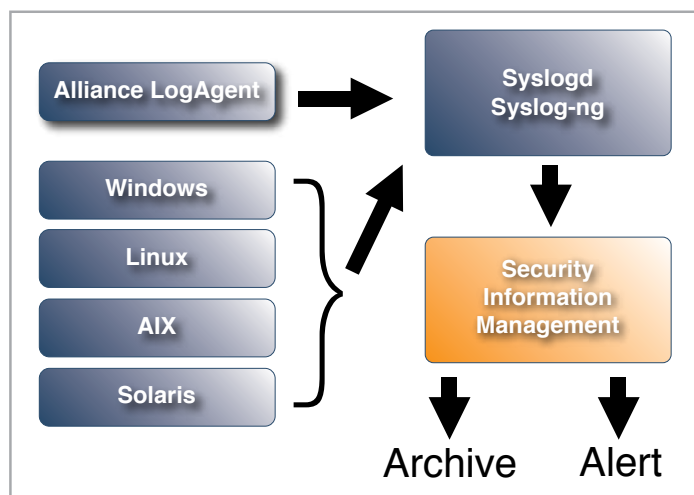 Alliance LogAgent
Windows
Linux
AIX
Solaris
Syslogd
Syslog-ng
Security
Information
Management
Archive
Alert